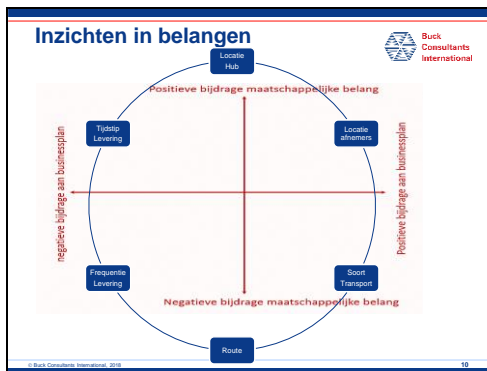 Inzichten in belangen
Buck
Consultants
International
Locatie
Hub
Positieve bijdrage maatschappelijke belang
Tijdstip
Levering
Locatie
afnemers
negatieve bijdrage aan businessplan
Positieve bijdrage aan businessplan
Frequentie
Levering
Soort
Transport
Negatieve bijdrage maatschappelijke belang
Route
© Buck Consultants International, 2018
10